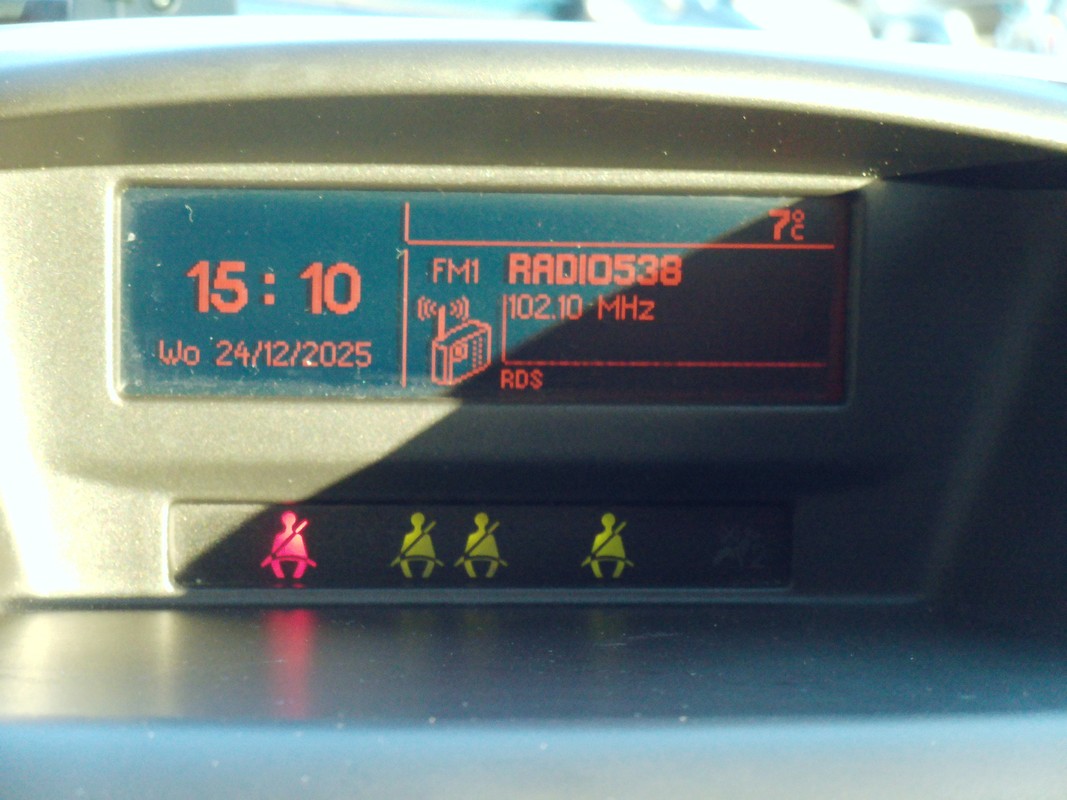 7°C
15:10
Wo 24/12/2025
FM1 RADIO538
102.10 MHz
RDS